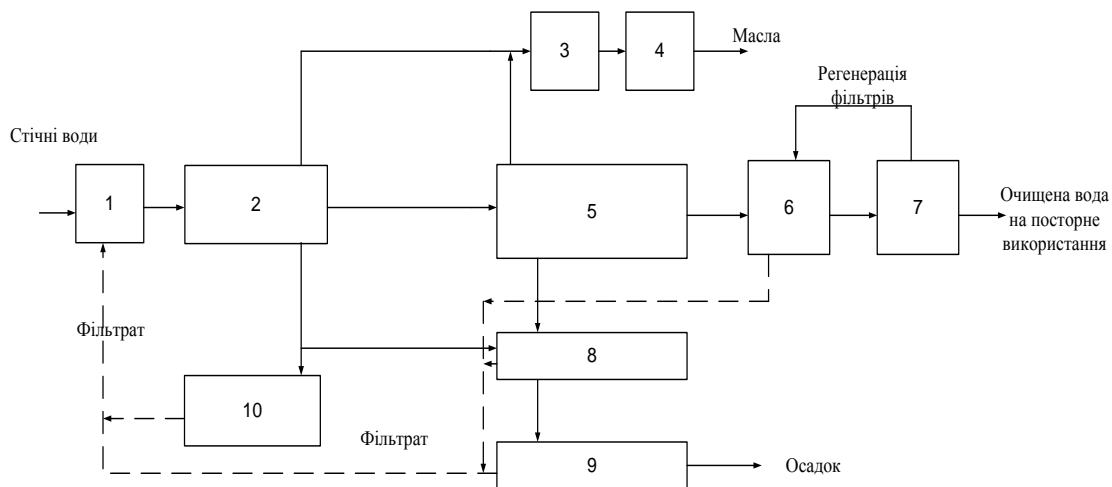 3
4
Масла
Регенерація
фільтрів
Стічні води
1
2
5
6
7
Очищена вода
на посторне
використання
Фільтрат
8
10
Фільтрат
9
Осадок